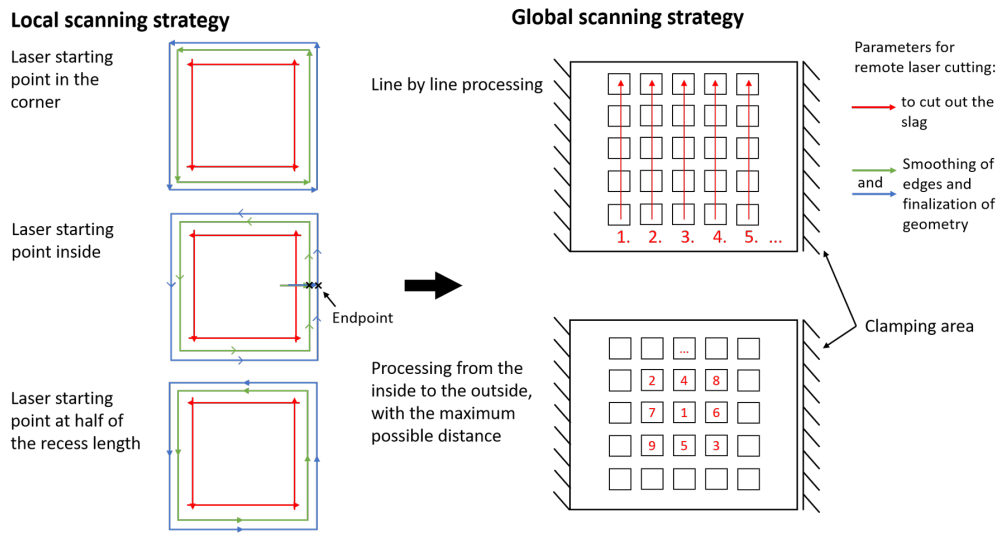 Local scanning strategy
Laser starting
point in the
corner
Laser starting
point inside
Endpoint
Laser starting
point at half of
the recess length
Global scanning strategy
Line by line processing
1. 2. 3. 4. 5. ...
Processing from the
inside to the outside,
with the maximum
possible distance
...
2 4 8
7 1 6
9 5 3
Parameters for
remote laser cutting:
to cut out the
slag
and
Smoothing of
edges and
finalization of
geometry
Clamping area